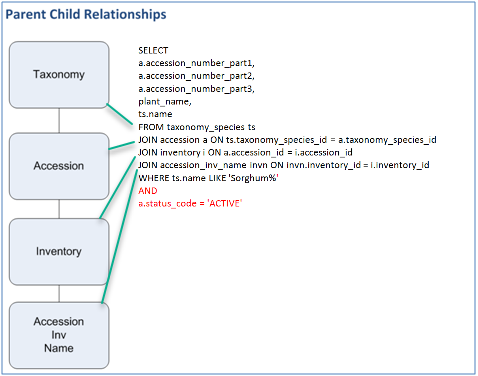 Parent Child Relationships
Taxonomy
Accession
Inventory
Accession
Inv
Name
SELECT
a.accession_number_part1,
a.accession_number_part2,
a.accession_number_part3,
plant_name,
ts.name
FROM taxonomy_species ts
JOIN accession a ON ts.taxonomy_species_id = a.taxonomy_species_id
JOIN inventory i ON a.accession_id = i.accession_id
JOIN accession_inv_name invn ON invn.inventory_id = i.inventory_id
WHERE ts.name LIKE 'Sorghum%'
AND
a.status_code = 'ACTIVE'